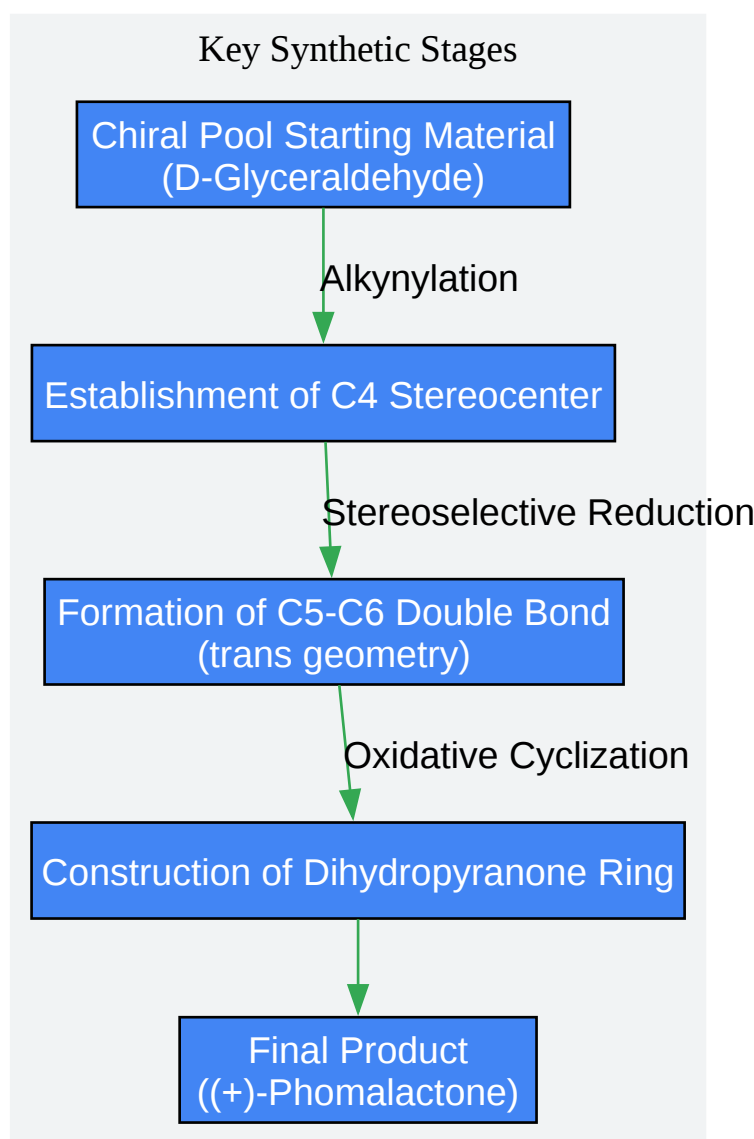 Key Synthetic Stages
Chiral Pool Starting Material
(D-Glyceraldehyde)
Alkynylation
Establishment of C4 Stereocenter
Stereoselective Reduction
Formation of C5-C6 Double Bond
(trans geometry)
Oxidative Cyclization
Construction of Dihydropyranone Ring
Final Product
((+)-Phomalactone)